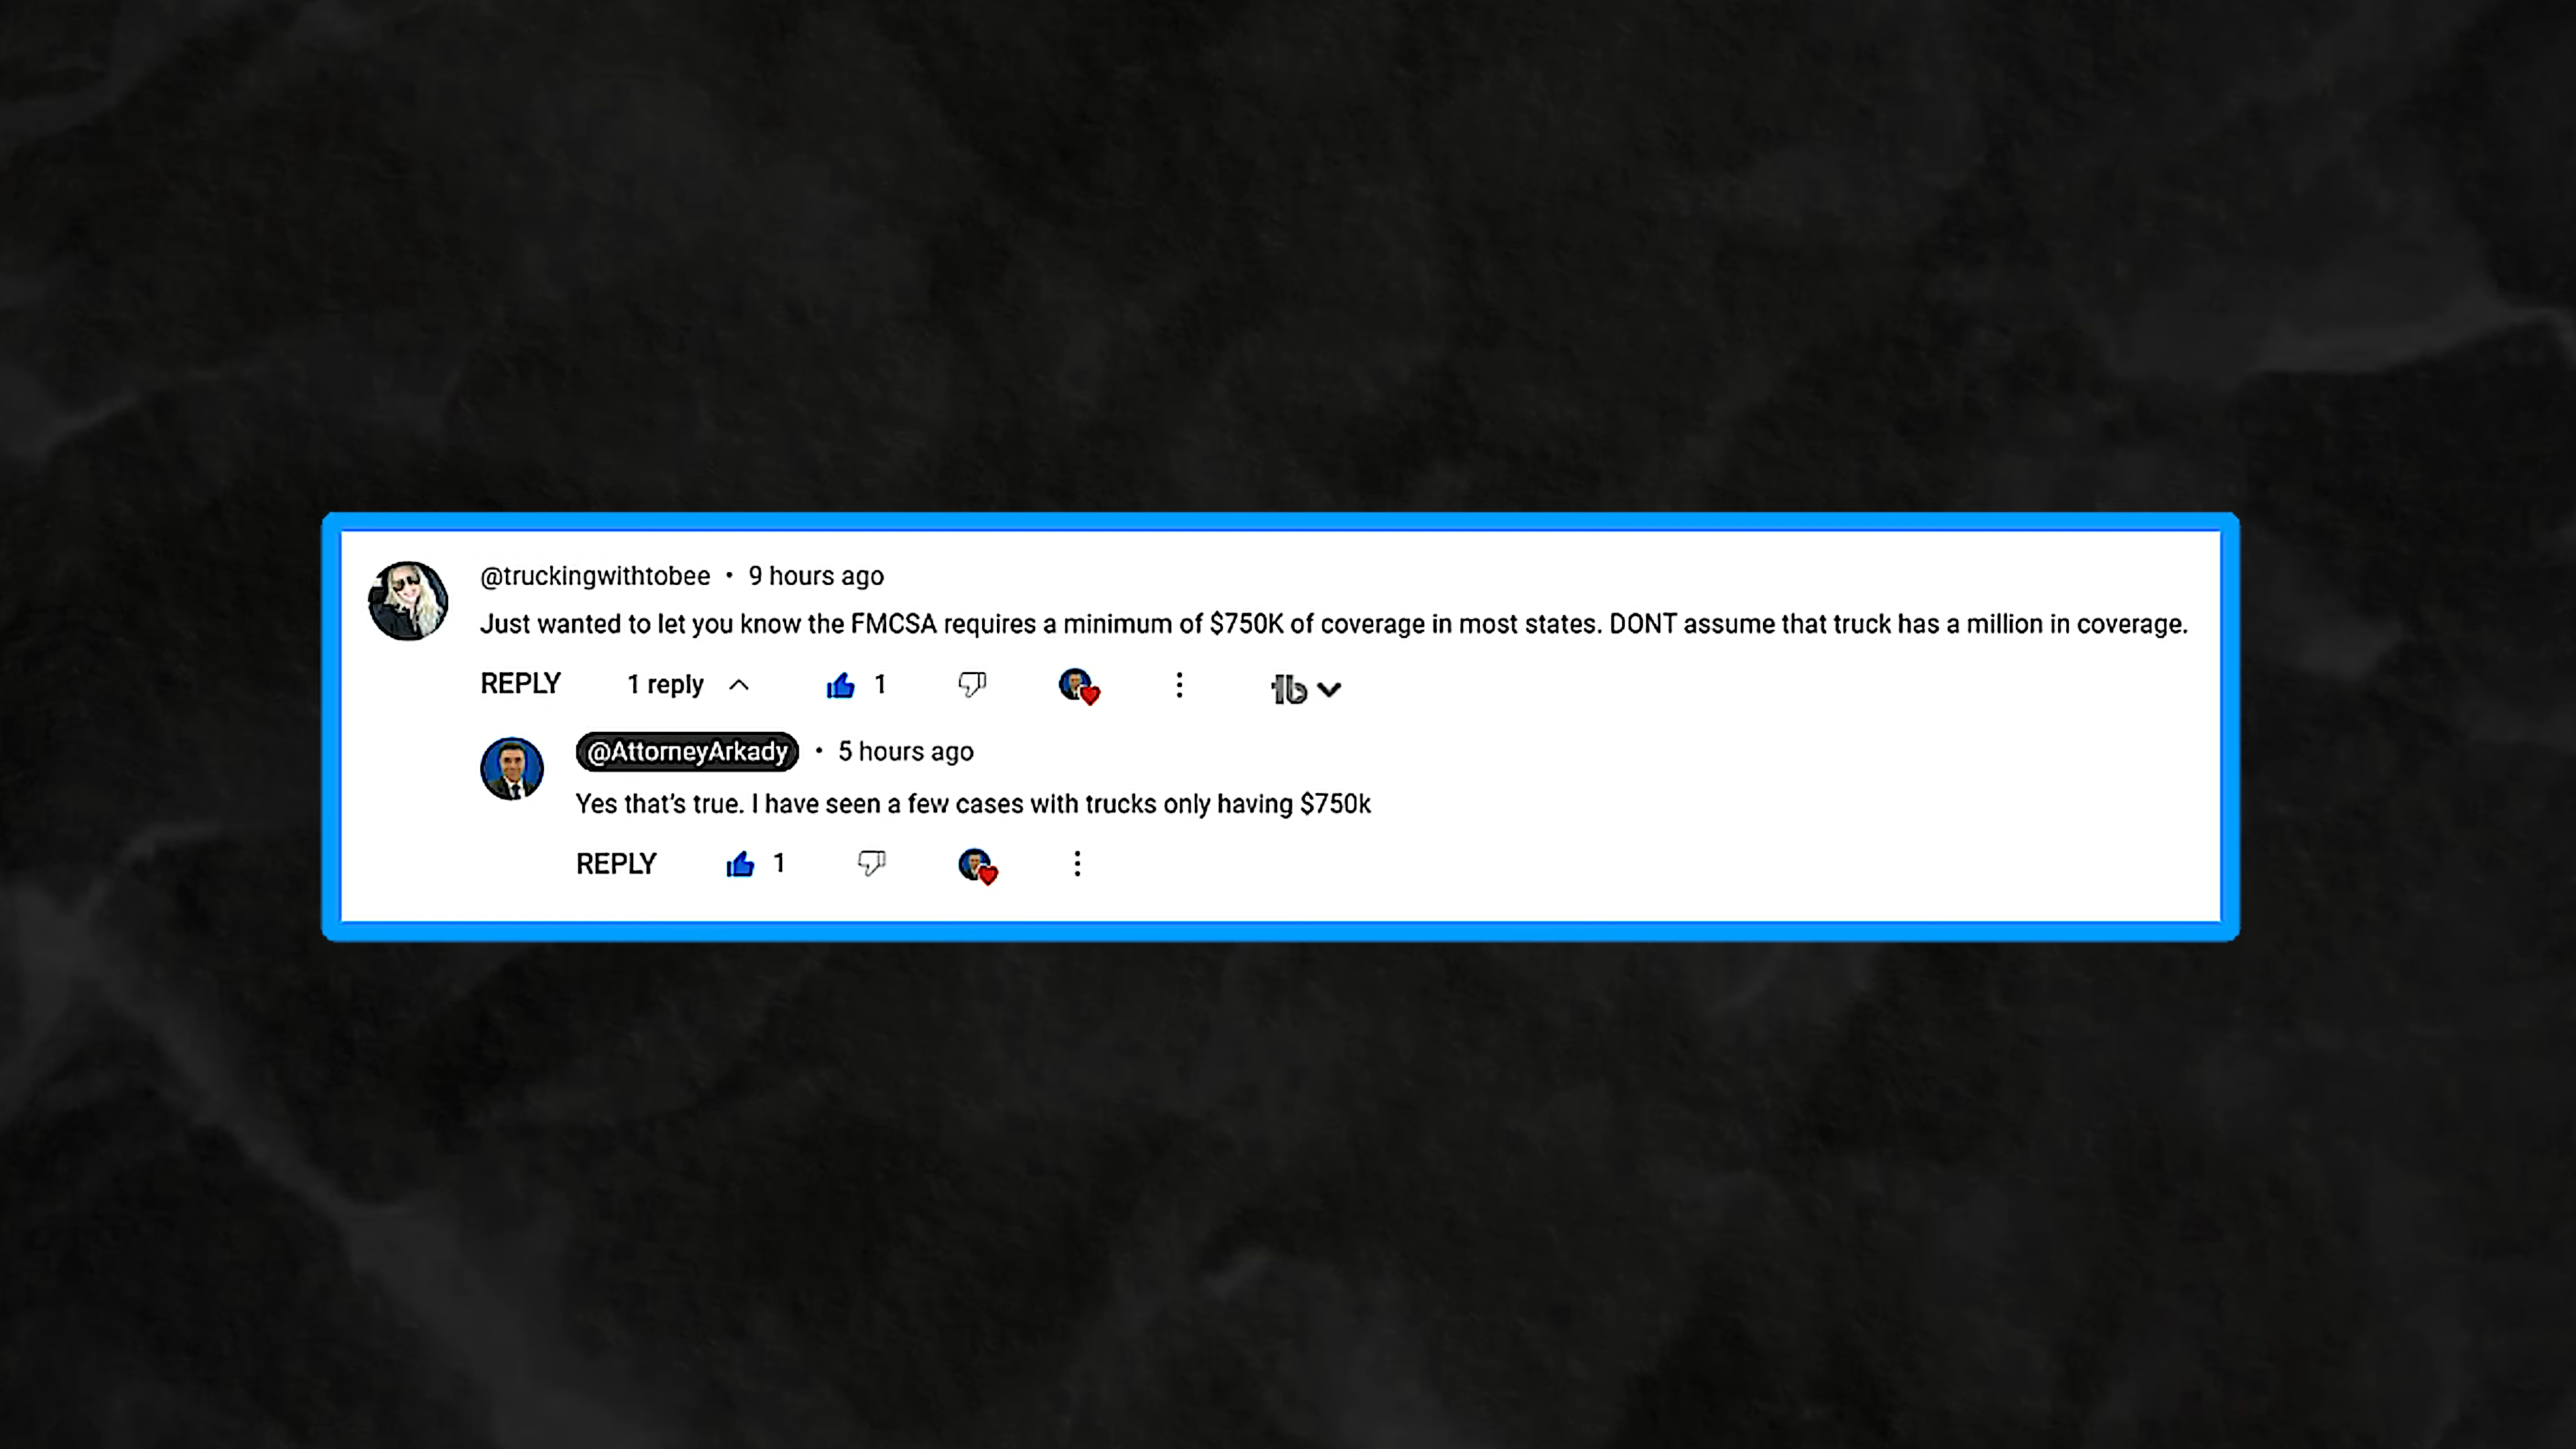 @truckingwithtobee • 9 hours ago
Just wanted to let you know the FMCSA requires a minimum of $750K of coverage in most states. DONT assume that truck has a million in coverage.
REPLY 1 reply 1 tb
@AttorneyArkady • 5 hours ago
Yes that's true. I have seen a few cases with trucks only having $750k
REPLY 1